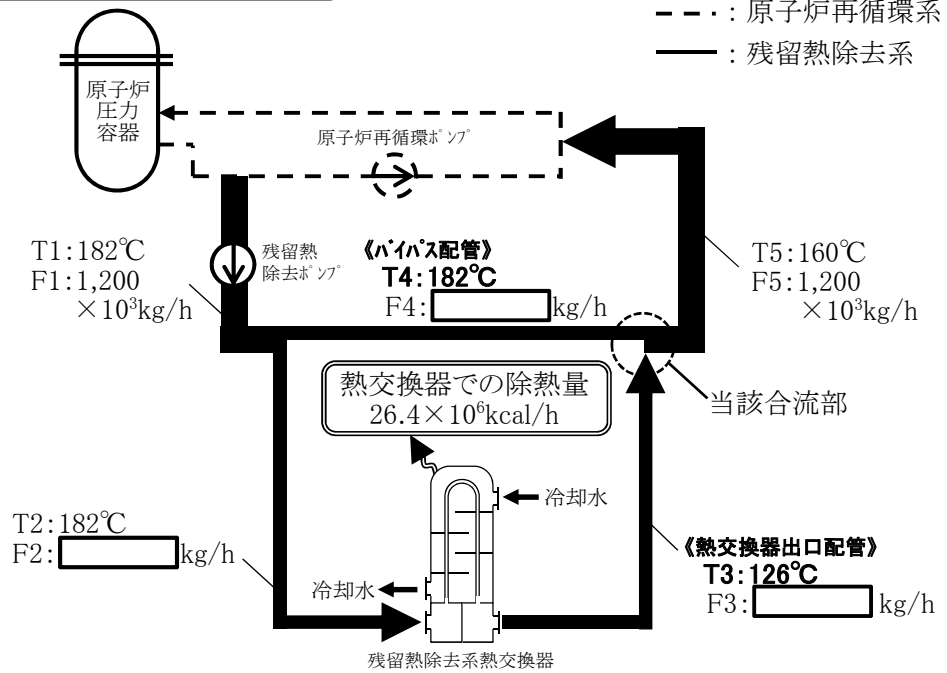 - - - ：原子炉再循環系
―― ：残留熱除去系
原子炉
圧力
容器
原子炉再循環ﾎﾟﾝﾌﾟ
T1:182℃
F1:1,200
×10³kg/h
残留熱
除去ﾎﾟﾝﾌﾟ
《ﾊﾞｲﾊﾟｽ配管》
T4:182℃
F4: kg/h
T5:160℃
F5:1,200
×10³kg/h
熱交換器での除熱量
26.4×10⁶kcal/h
当該合流部
冷却水
T2:182℃
F2: kg/h
冷却水
《熱交換器出口配管》
T3:126℃
F3: kg/h
残留熱除去系熱交換器